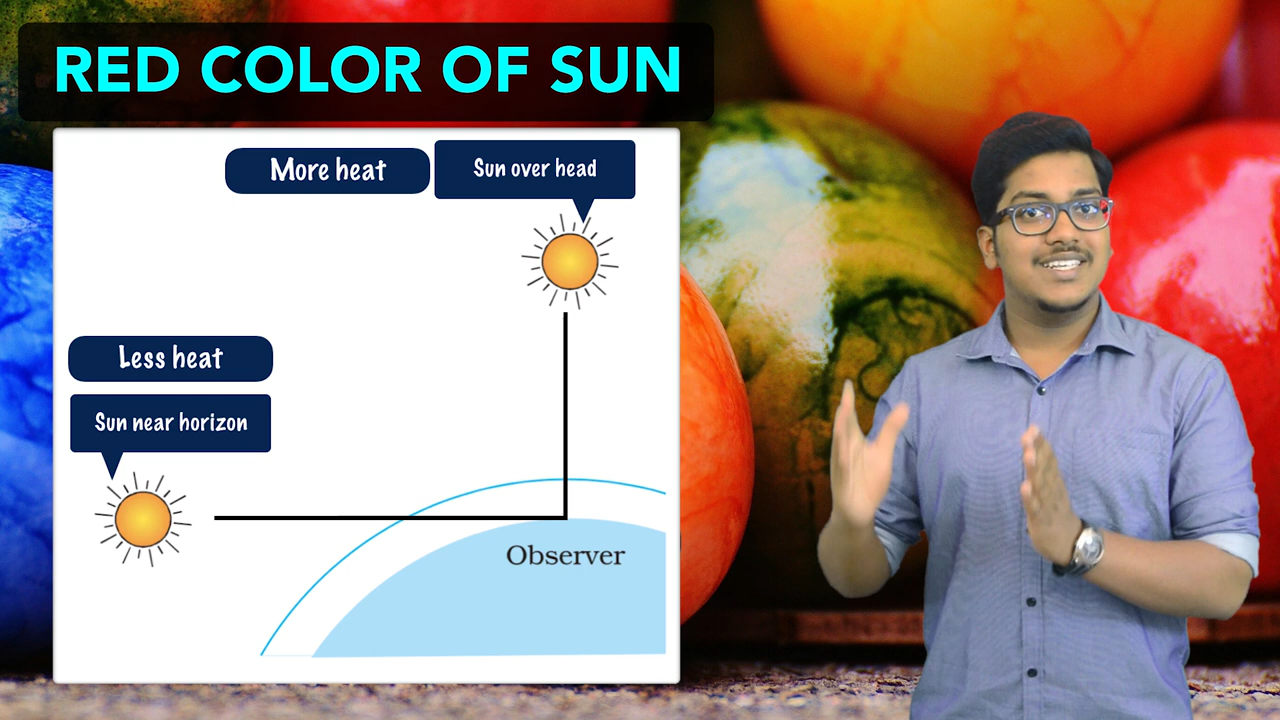 RED COLOR OF SUN
More heat
Sun over head
Less heat
Sun near horizon
Observer